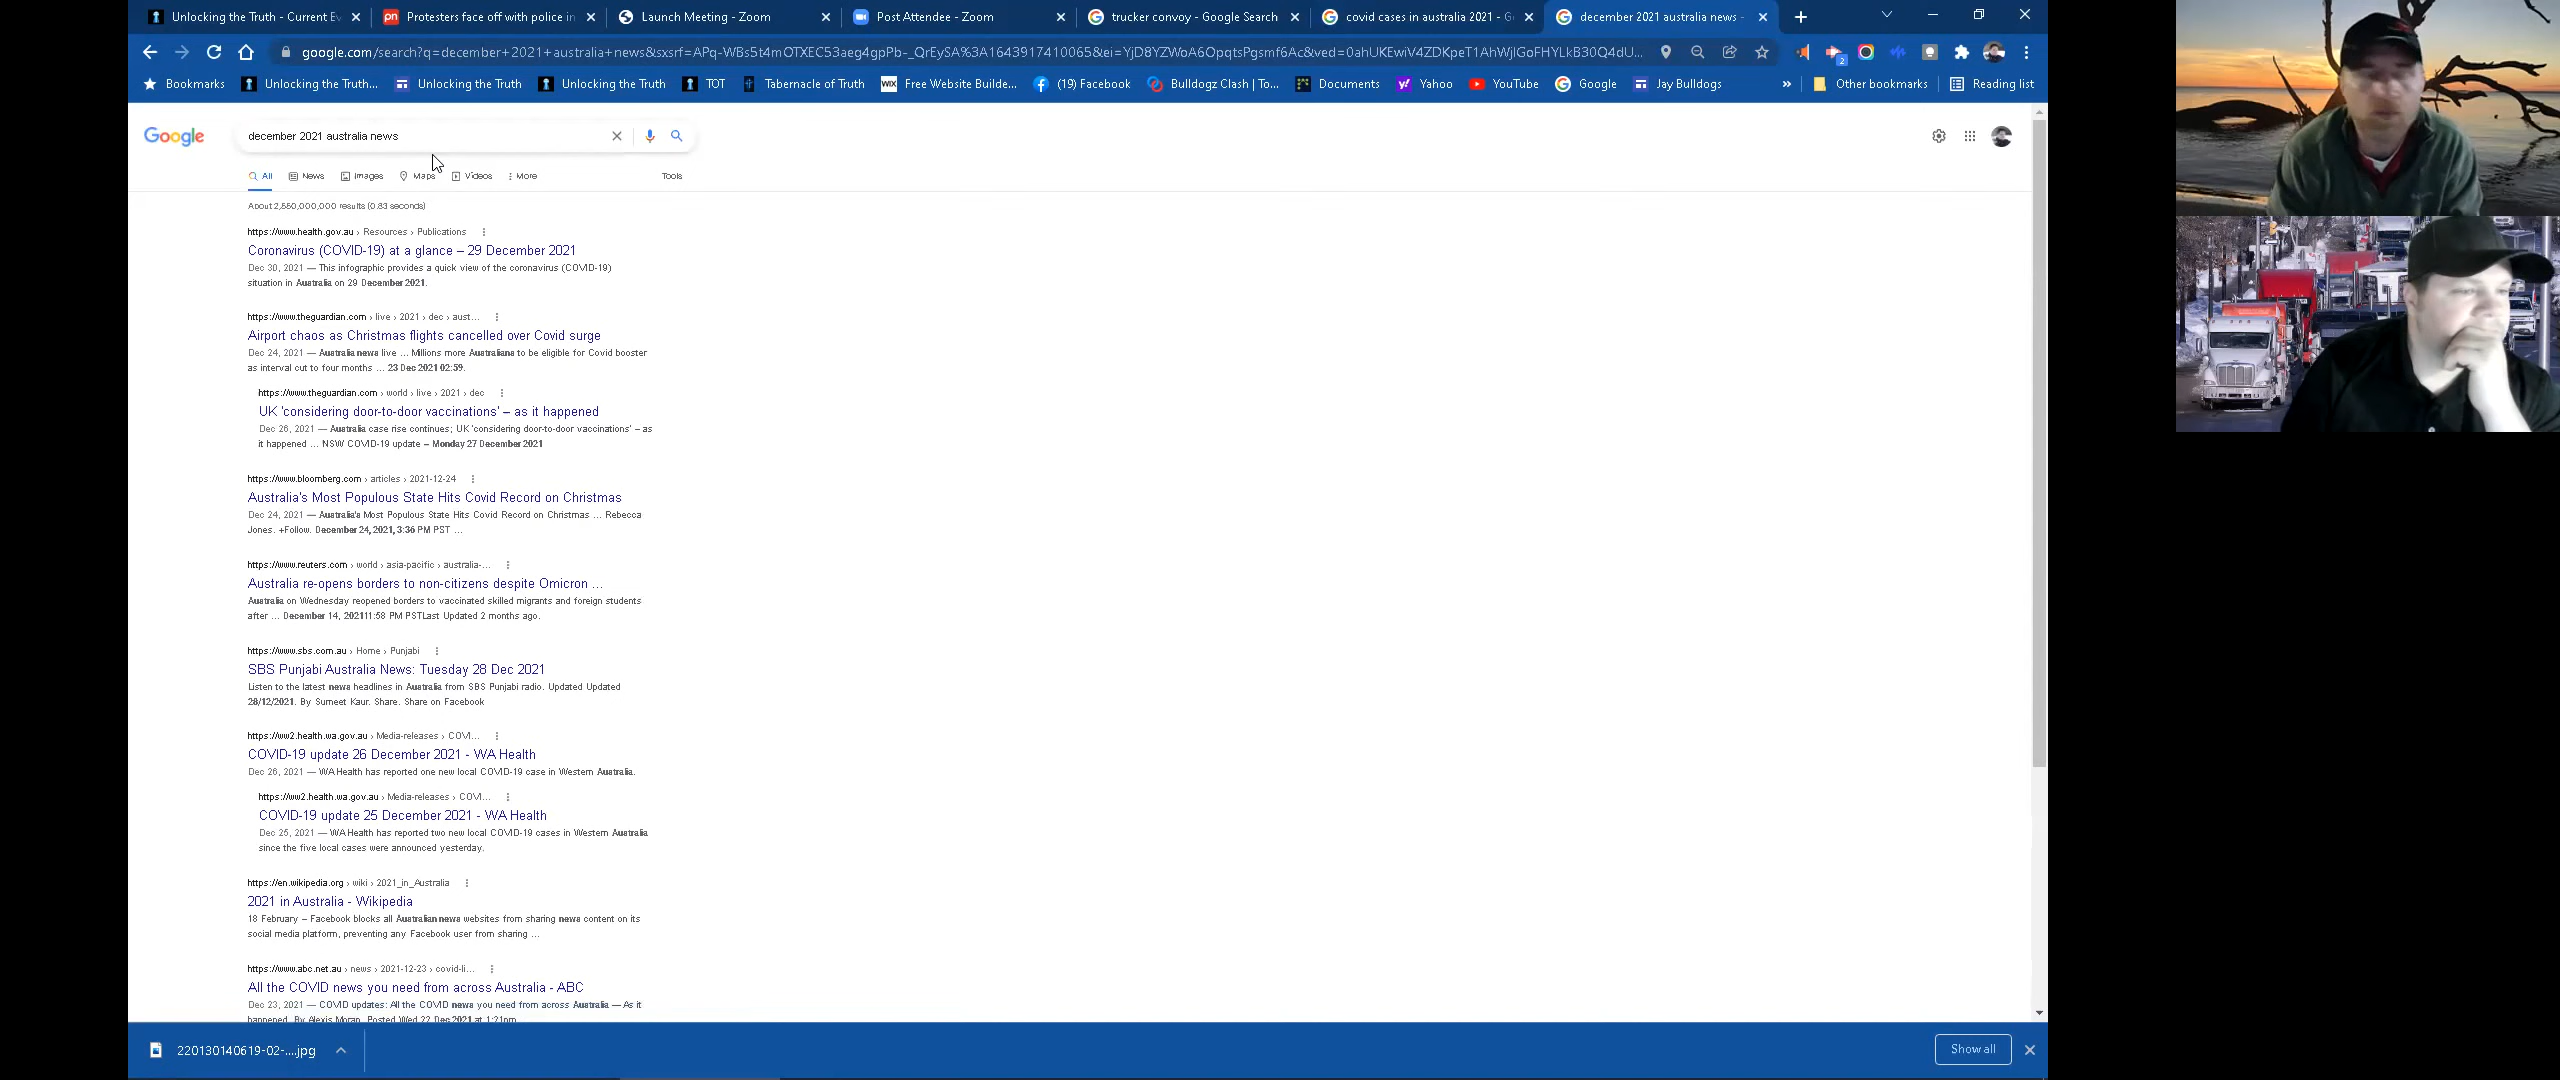 Unlocking the Truth - Current Ev
Protesters face off with police in
Launch Meeting - Zoom
Post Attendee - Zoom
trucker convoy - Google Search
covid cases in australia 2021 - G
december 2021 australia news -
google.com/search?q=december+2021+australia+news&sxsrf=APq-WBs5t4mOTXEC53aeg4gpPb-_QrEySA%3A1643917410065&ei=YjD8YZWoA6OpqtsPgsmf6Ac&ved=0ahUKEwiV4ZDKpeT1AhWjlGoFHYLkB30Q4dU...
2
Bookmarks
Unlocking the Truth...
Unlocking the Truth
Unlocking the Truth
TOT
Tabernacle of Truth
WIX Free Website Builde...
(19) Facebook
Bulldogz Clash | To...
Documents
Yahoo
YouTube
Google
Jay Bulldogs
»
Other bookmarks
Reading list
Google
december 2021 australia news
All
News
Images
Maps
Videos
More
Tools
About 2,550,000,000 results (0.83 seconds)
https://www.health.gov.au › Resources › Publications
Coronavirus (COVID-19) at a glance – 29 December 2021
Dec 30, 2021 — This infographic provides a quick view of the coronavirus (COVID-19)
situation in Australia on 29 December 2021.
https://www.theguardian.com › live › 2021 › dec › aust...
Airport chaos as Christmas flights cancelled over Covid surge
Dec 24, 2021 — Australia news live ... Millions more Australians to be eligible for Covid booster
as interval cut to four months ... 23 Dec 2021 02:59.
https://www.theguardian.com › world › live › 2021 › dec
UK 'considering door-to-door vaccinations' – as it happened
Dec 26, 2021 — Australia case rise continues; UK 'considering door-to-door vaccinations' – as
it happened ... NSW COVID-19 update – Monday 27 December 2021
https://www.bloomberg.com › articles › 2021-12-24
Australia's Most Populous State Hits Covid Record on Christmas
Dec 24, 2021 — Australia's Most Populous State Hits Covid Record on Christmas ... Rebecca
Jones. +Follow. December 24, 2021, 3:36 PM PST ...
https://www.reuters.com › world › asia-pacific › australia-...
Australia re-opens borders to non-citizens despite Omicron ...
Australia on Wednesday reopened borders to vaccinated skilled migrants and foreign students
after ... December 14, 202111:58 PM PSTLast Updated 2 months ago.
https://www.sbs.com.au › Home › Punjabi
SBS Punjabi Australia News: Tuesday 28 Dec 2021
Listen to the latest news headlines in Australia from SBS Punjabi radio. Updated Updated
28/12/2021. By Sumeet Kaur. Share. Share on Facebook
https://ww2.health.wa.gov.au › Media-releases › COVI...
COVID-19 update 26 December 2021 - WA Health
Dec 26, 2021 — WA Health has reported one new local COVID-19 case in Western Australia.
https://ww2.health.wa.gov.au › Media-releases › COVI...
COVID-19 update 25 December 2021 - WA Health
Dec 25, 2021 — WA Health has reported two new local COVID-19 cases in Western Australia
since the five local cases were announced yesterday.
https://en.wikipedia.org › wiki › 2021_in_Australia
2021 in Australia - Wikipedia
18 February – Facebook blocks all Australian news websites from sharing news content on its
social media platform, preventing any Facebook user from sharing ...
https://www.abc.net.au › news › 2021-12-23 › covid-li...
All the COVID news you need from across Australia - ABC
Dec 23, 2021 — COVID updates: All the COVID news you need from across Australia — As it
happened. By Alexis Moran. Posted Wed 22 Dec 2021 at 1:21pm
220130140619-02-....jpg
Show all